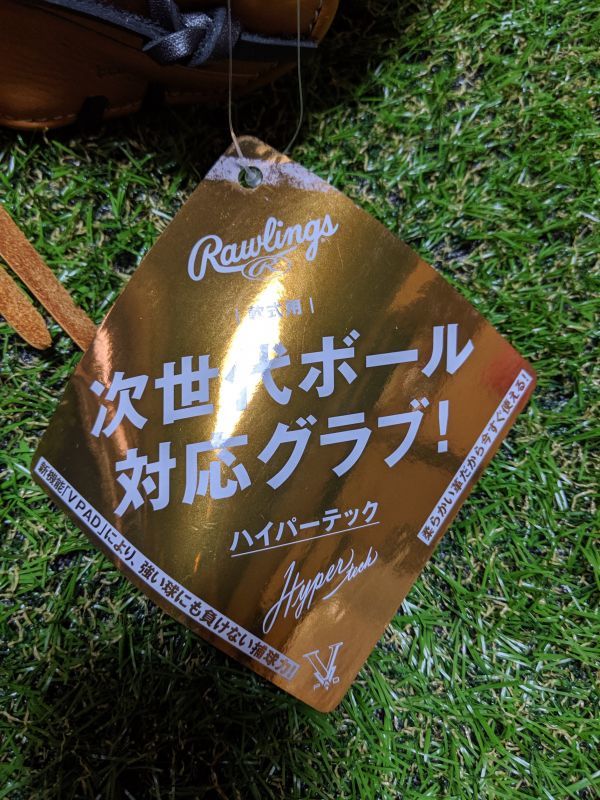 Rawlings
R
軟式用
次世代ボール
対応グラブ!
ハイパーテック
Hyper tech
新機能「V PAD」により、強い球にも負けない捕球力!
柔らかい革だから今すぐ使える!
V
PAD